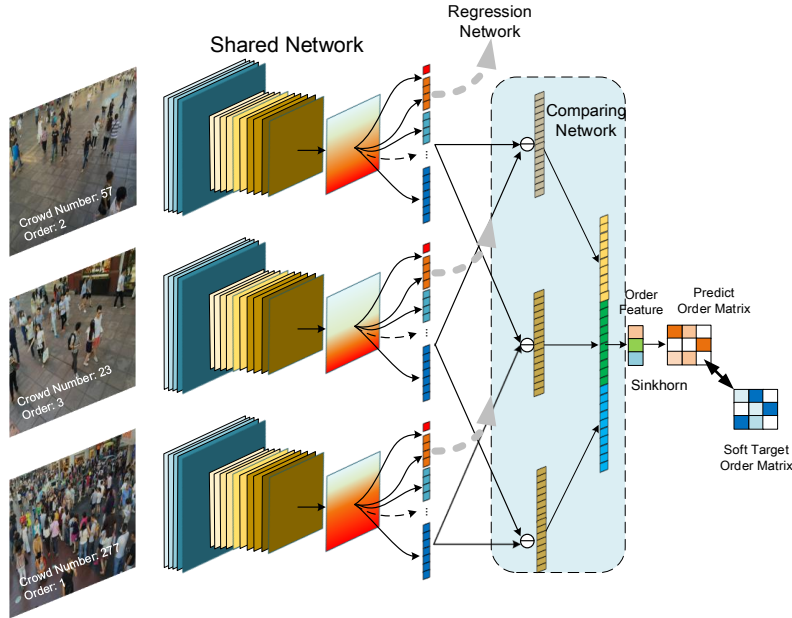 Regression
Network
Shared Network
Comparing
Network
Crowd Number: 57
Order: 2
...
Crowd Number: 23
Order: 3
...
Order
Feature
Predict
Order Matrix
Sinkhorn
Soft Target
Order Matrix
Crowd Number: 277
Order: 1
...